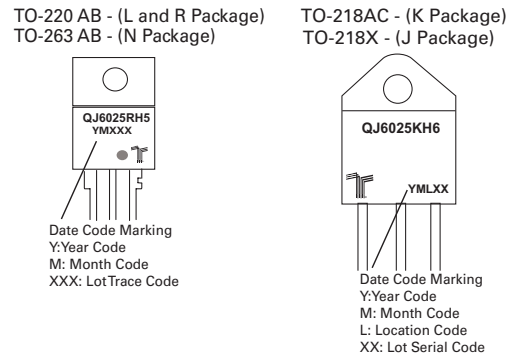 TO-220 AB - (L and R Package)
TO-263 AB - (N Package)
QJ6025RH5
YMXXX
Date Code Marking
Y:Year Code
M: Month Code
XXX: Lot Trace Code
TO-218AC - (K Package)
TO-218X - (J Package)
QJ6025KH6
YMLXX
Date Code Marking
Y:Year Code
M: Month Code
L: Location Code
XX: Lot Serial Code